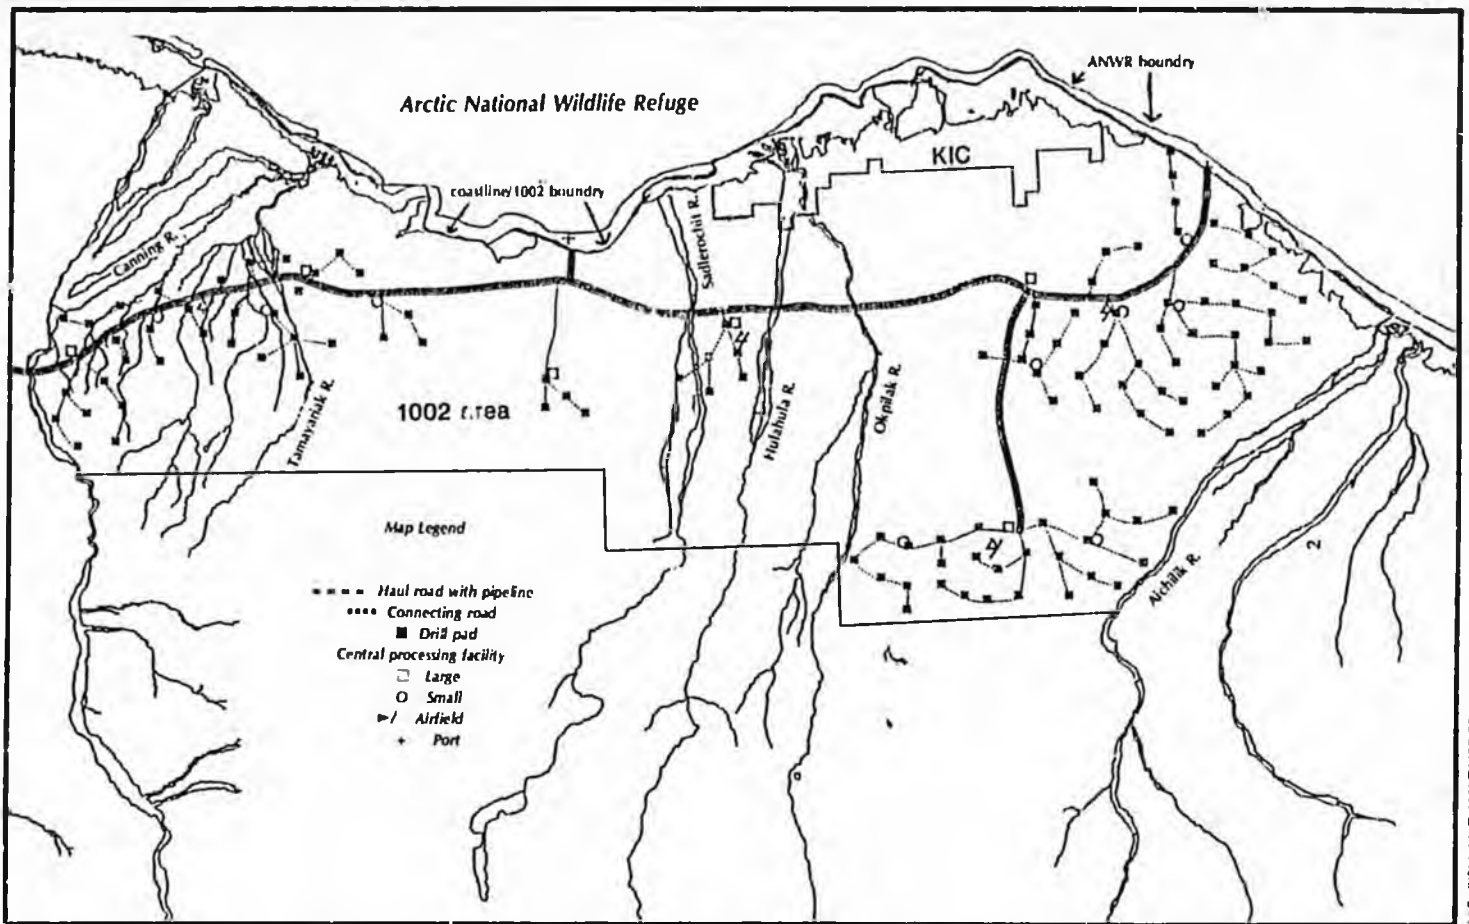 ANWR boundry
Arctic National Wildlife Refuge
KIC
coastline/1002 boundry
Canning R.
Sadlerochit R.
Tamayariak R.
1002 Area
Hulahula R.
Okpilak R.
Aichilik R.
Map Legend
Haul road with pipeline
Connecting road
Drill pad
Central processing facility
Large
Small
Airfield
Port
2